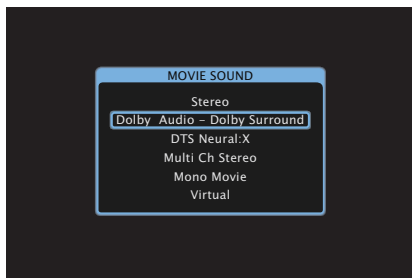 MOVIE SOUND
Stereo
Dolby Audio – Dolby Surround
DTS Neural:X
Multi Ch Stereo
Mono Movie
Virtual